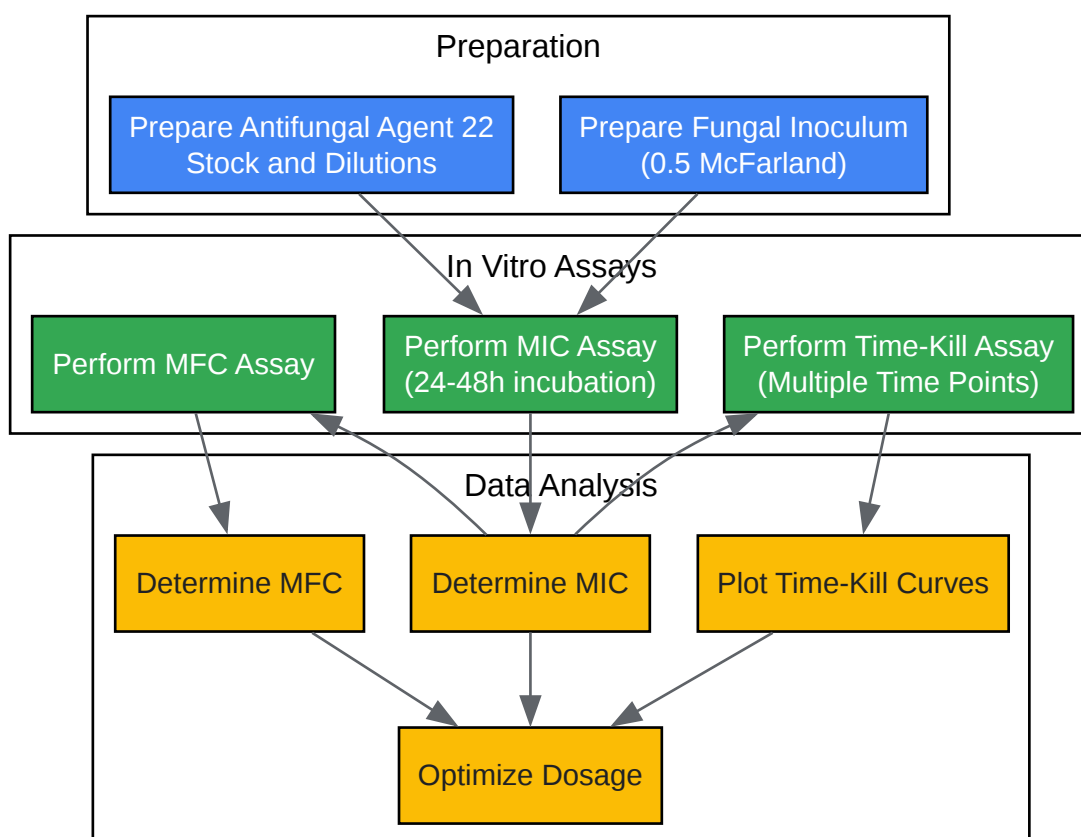 Preparation
Prepare Antifungal Agent 22
Stock and Dilutions
Prepare Fungal Inoculum
(0.5 McFarland)
In Vitro Assays
Perform MFC Assay
Perform MIC Assay
(24-48h incubation)
Perform Time-Kill Assay
(Multiple Time Points)
Data Analysis
Determine MFC
Determine MIC
Plot Time-Kill Curves
Optimize Dosage